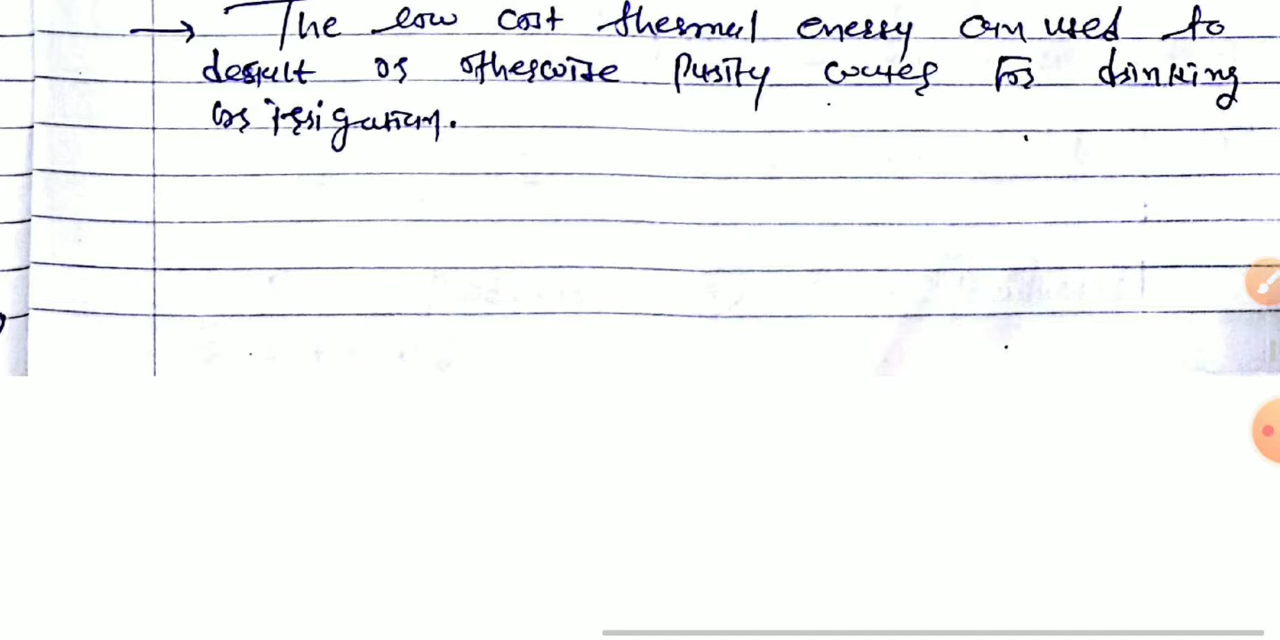 → The low cost thermal energy can used to
desalt or otherwise purify water for drinking
or irrigation.